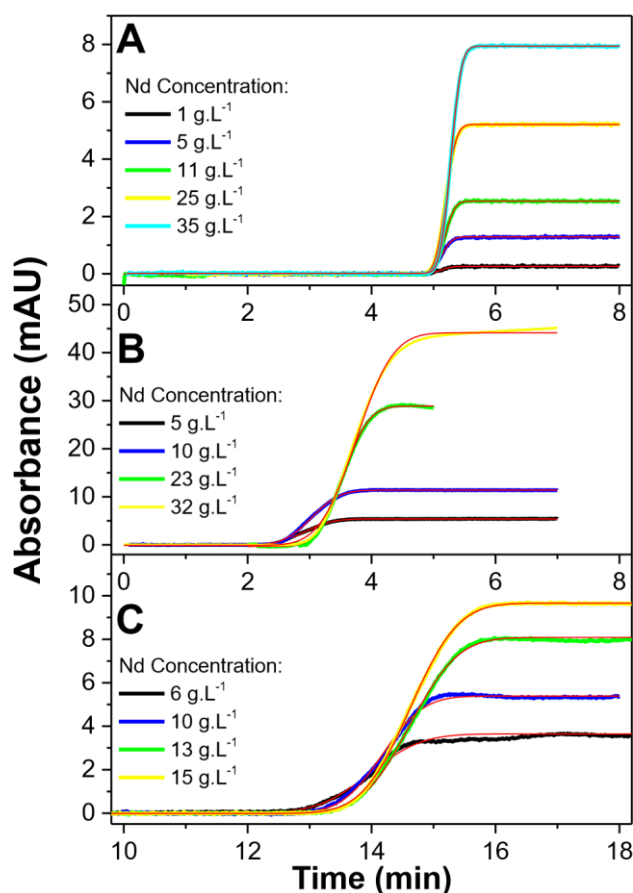 Absorbance (mAU)
A
Nd Concentration:
1 g.L⁻¹
5 g.L⁻¹
11 g.L⁻¹
25 g.L⁻¹
35 g.L⁻¹
8
6
4
2
0
0 2 4 6 8
B
Nd Concentration:
5 g.L⁻¹
10 g.L⁻¹
23 g.L⁻¹
32 g.L⁻¹
50
40
30
20
10
0
0 2 4 6 8
C
Nd Concentration:
6 g.L⁻¹
10 g.L⁻¹
13 g.L⁻¹
15 g.L⁻¹
10
8
6
4
2
0
10 12 14 16 18
Time (min)